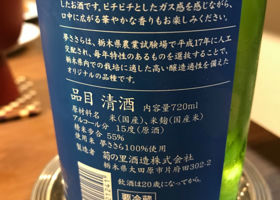 したお酒です。ピチピチとしたガス感を感じながら、
口中に広がる華やかな香りもお楽しみください。
夢ささらは、栃木県農業試験場で平成17年に人工
交配され、毎年特性のあるものを選抜することで、
栃木県内での栽培に適した高い醸造適性を備えた
オリジナルの品種です。
品目 清酒 内容量720ml
原材料名 米(国産)、米麹(国産米)
アルコール分 15度(原酒)
精米歩合 55%
使用米 夢ささら100%使用
製造者 菊の里酒造株式会社
栃木県大田原市片府田302-2
飲酒は20歳になってから。
要冷蔵